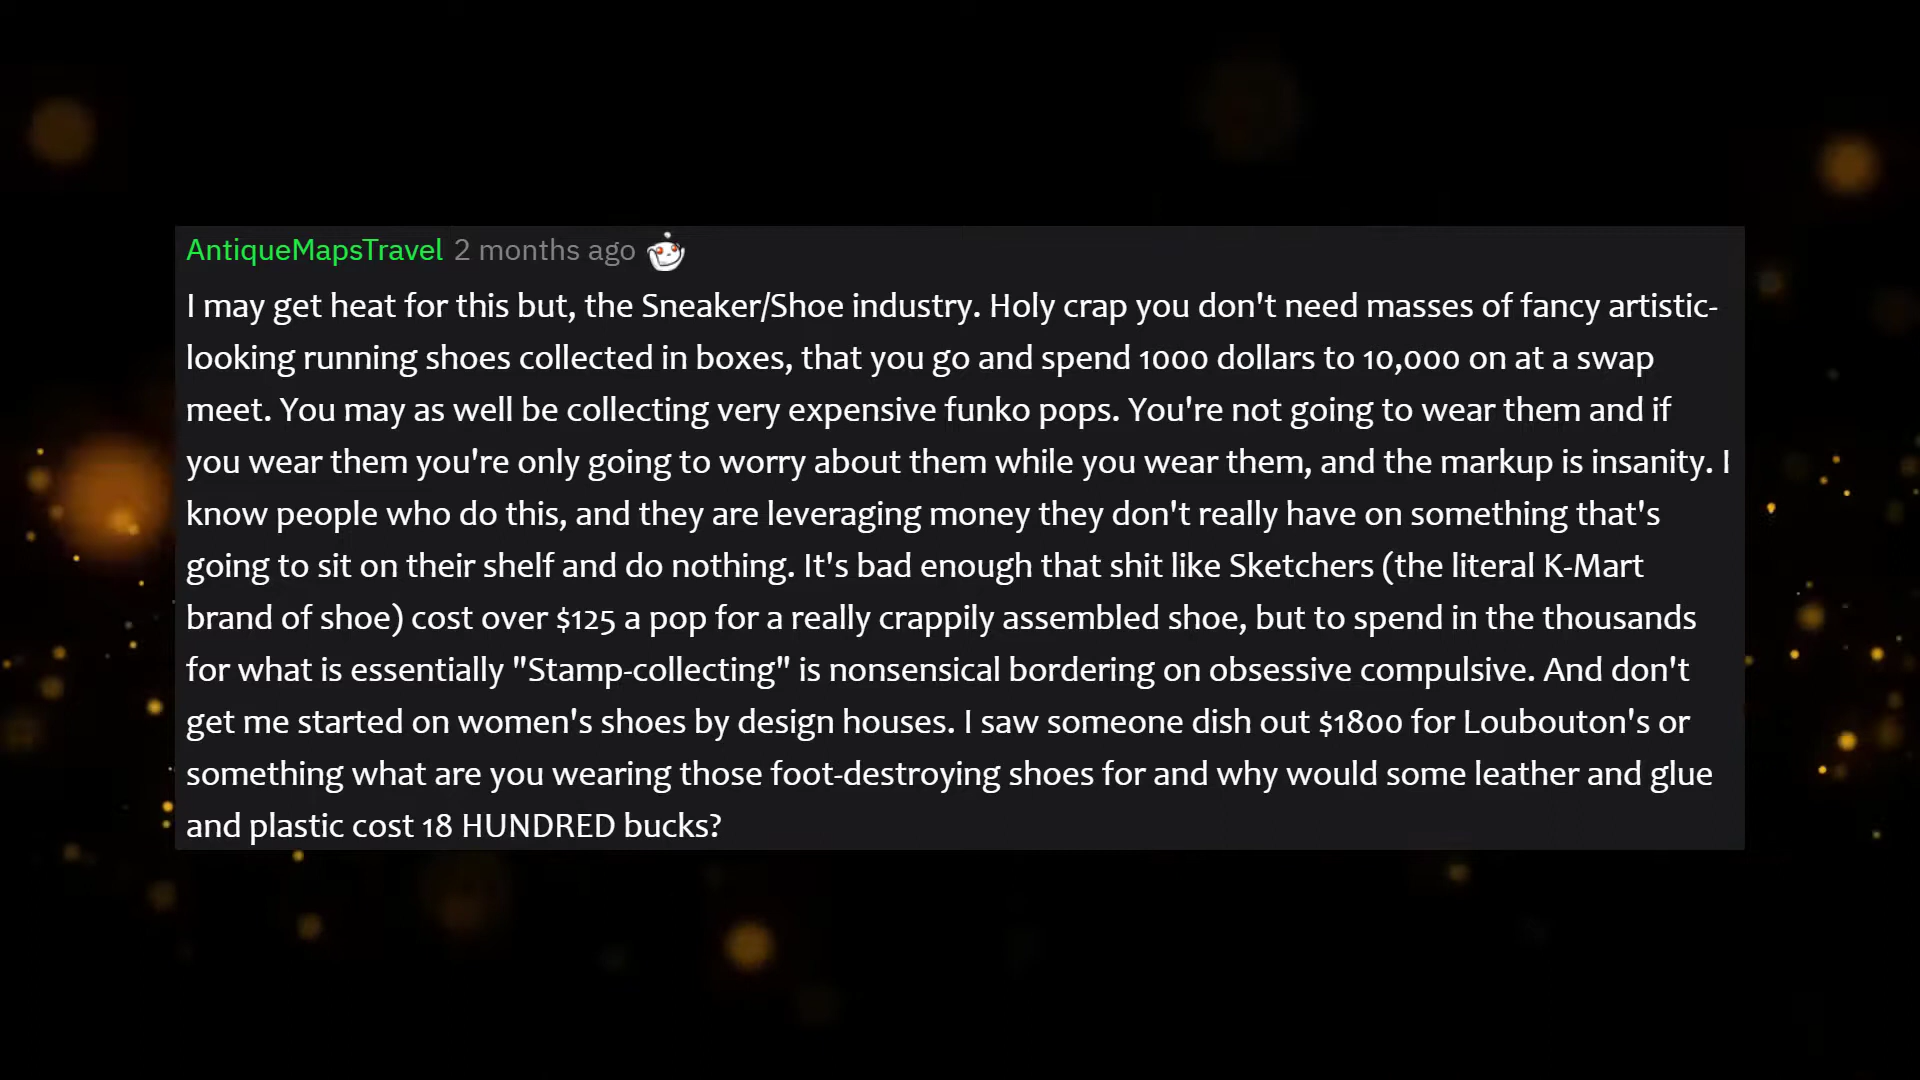 AntiqueMapsTravel 2 months ago
I may get heat for this but, the Sneaker/Shoe industry. Holy crap you don't need masses of fancy artistic-
looking running shoes collected in boxes, that you go and spend 1000 dollars to 10,000 on at a swap
meet. You may as well be collecting very expensive funko pops. You're not going to wear them and if
you wear them you're only going to worry about them while you wear them, and the markup is insanity. I
know people who do this, and they are leveraging money they don't really have on something that's
going to sit on their shelf and do nothing. It's bad enough that shit like Sketchers (the literal K-Mart
brand of shoe) cost over $125 a pop for a really crappily assembled shoe, but to spend in the thousands
for what is essentially "Stamp-collecting" is nonsensical bordering on obsessive compulsive. And don't
get me started on women's shoes by design houses. I saw someone dish out $1800 for Loubouton's or
something what are you wearing those foot-destroying shoes for and why would some leather and glue
and plastic cost 18 HUNDRED bucks?